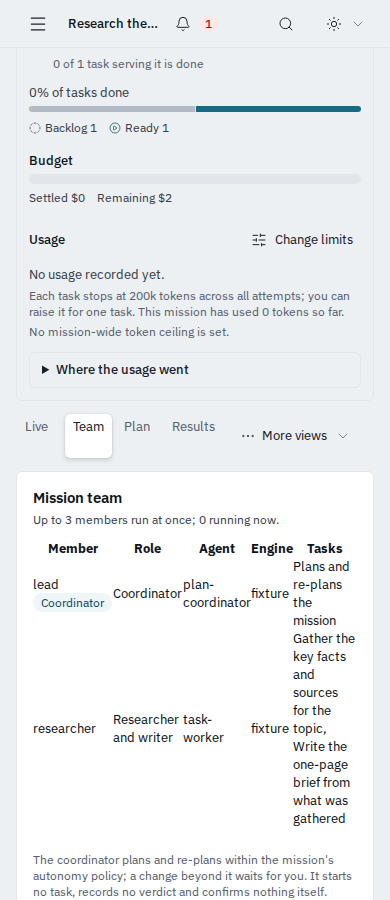 Research the...
1
0 of 1 task serving it is done
0% of tasks done
Backlog 1 Ready 1
Budget
Settled $0 Remaining $2
Usage
Change limits
No usage recorded yet.
Each task stops at 200k tokens across all attempts; you can
raise it for one task. This mission has used 0 tokens so far.
No mission-wide token ceiling is set.
Where the usage went
Live Team Plan Results More views
Mission team
Up to 3 members run at once; 0 running now.
Member Role Agent Engine Tasks
lead
Coordinator
Coordinator
plan-
coordinator
fixture
Plans and
re-plans
the
mission
researcher
Researcher
and writer
task-
worker
fixture
Gather the
key facts
and
sources
for the
topic,
Write the
one-page
brief from
what was
gathered
The coordinator plans and re-plans within the mission's
autonomy policy; a change beyond it waits for you. It starts
no task, records no verdict and confirms nothing itself.